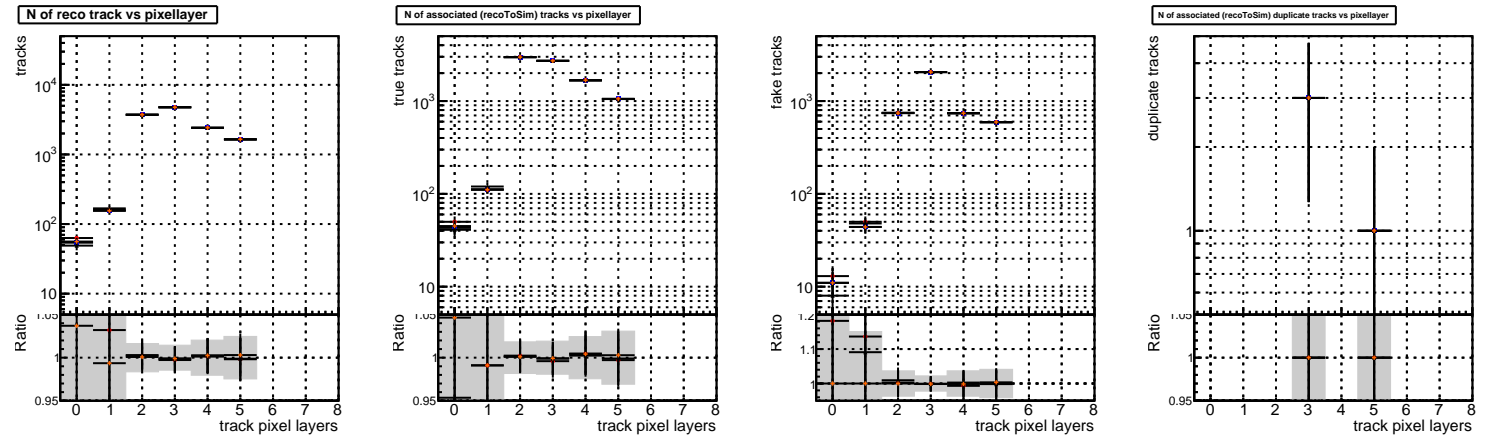 N of reco track vs pixellayer
tracks
10⁴
10³
10²
10
Ratio
1.05
1
0.95
0 1 2 3 4 5 6 7 8
track pixel layers
N of associated (recoToSim) tracks vs pixellayer
true tracks
10³
10²
10
Ratio
1.05
1
0.95
0 1 2 3 4 5 6 7 8
track pixel layers
fake tracks
10³
10²
10
Ratio
1.2
1.1
1
0 1 2 3 4 5 6 7 8
track pixel layers
N of associated (recoToSim) duplicate tracks vs pixellayer
duplicate tracks
1
Ratio
1.05
1
0.95
0 1 2 3 4 5 6 7 8
track pixel layers